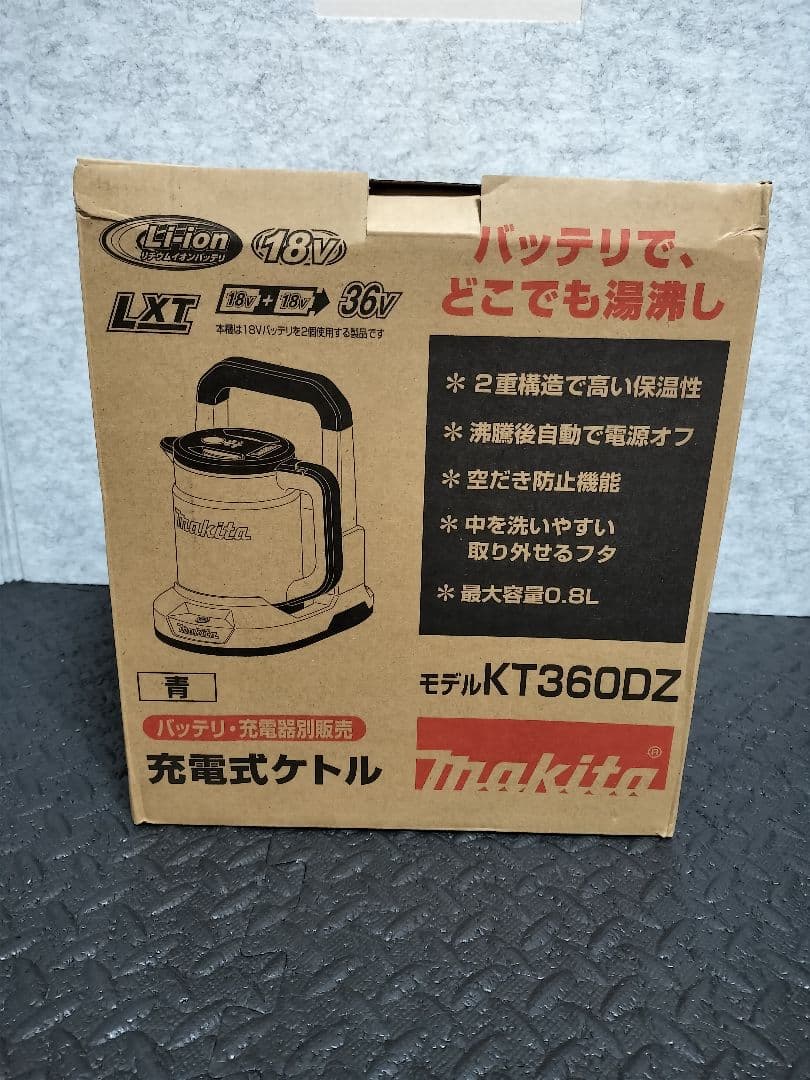 Li-ion
リチウムイオンバッテリ
18V
LXT
18V + 18V 36V
本機は18Vバッテリを2個使用する製品です
バッテリで、
どこでも湯沸し
＊2重構造で高い保温性
＊沸騰後自動で電源オフ
＊空だき防止機能
＊中を洗いやすい
取り外せるフタ
＊最大容量0.8L
makita
makita
青
モデルKT360DZ
バッテリ・充電器別販売
充電式ケトル
makita®